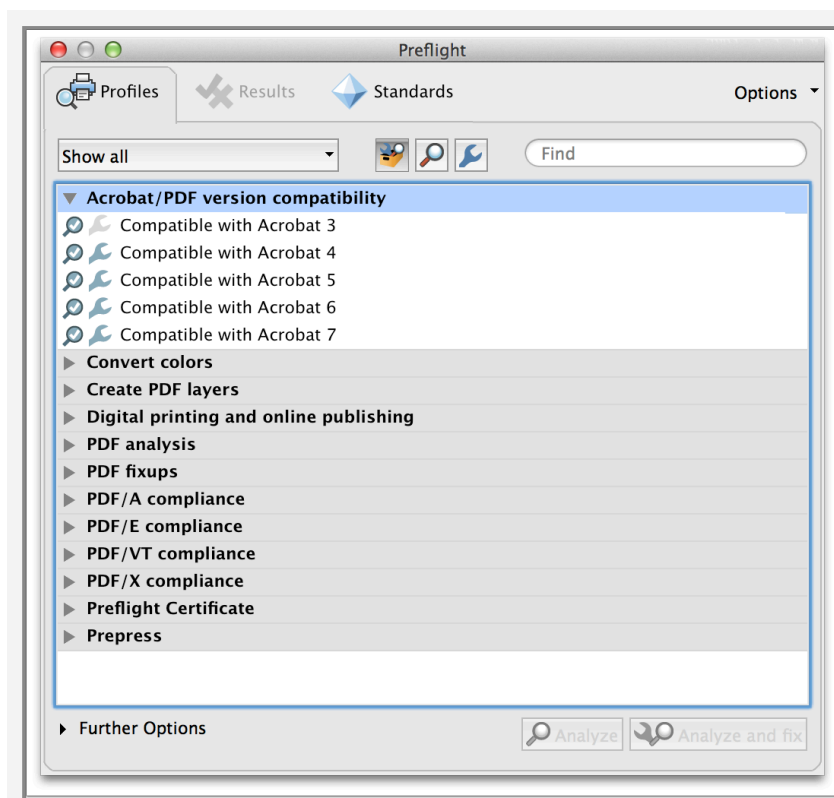 Preflight
Profiles Results Standards Options
Show all Find
Acrobat/PDF version compatibility
Compatible with Acrobat 3
Compatible with Acrobat 4
Compatible with Acrobat 5
Compatible with Acrobat 6
Compatible with Acrobat 7
Convert colors
Create PDF layers
Digital printing and online publishing
PDF analysis
PDF fixups
PDF/A compliance
PDF/E compliance
PDF/VT compliance
PDF/X compliance
Preflight Certificate
Prepress
Further Options Analyze Analyze and fix